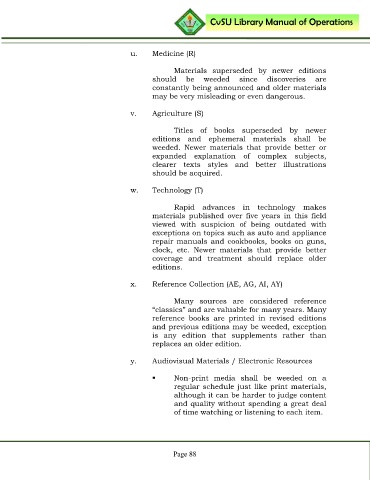 CvSU Library Manual of Operations
u. Medicine (R)
Materials superseded by newer editions
should be weeded since discoveries are
constantly being announced and older materials
may be very misleading or even dangerous.
v. Agriculture (S)
Titles of books superseded by newer
editions and ephemeral materials shall be
weeded. Newer materials that provide better or
expanded explanation of complex subjects,
clearer texts styles and better illustrations
should be acquired.
w. Technology (T)
Rapid advances in technology makes
materials published over five years in this field
viewed with suspicion of being outdated with
exceptions on topics such as auto and appliance
repair manuals and cookbooks, books on guns,
clock, etc. Newer materials that provide better
coverage and treatment should replace older
editions.
x. Reference Collection (AE, AG, AI, AY)
Many sources are considered reference
“classics” and are valuable for many years. Many
reference books are printed in revised editions
and previous editions may be weeded, exception
is any edition that supplements rather than
replaces an older edition.
y. Audiovisual Materials / Electronic Resources
▪ Non-print media shall be weeded on a
regular schedule just like print materials,
although it can be harder to judge content
and quality without spending a great deal
of time watching or listening to each item.
Page 88